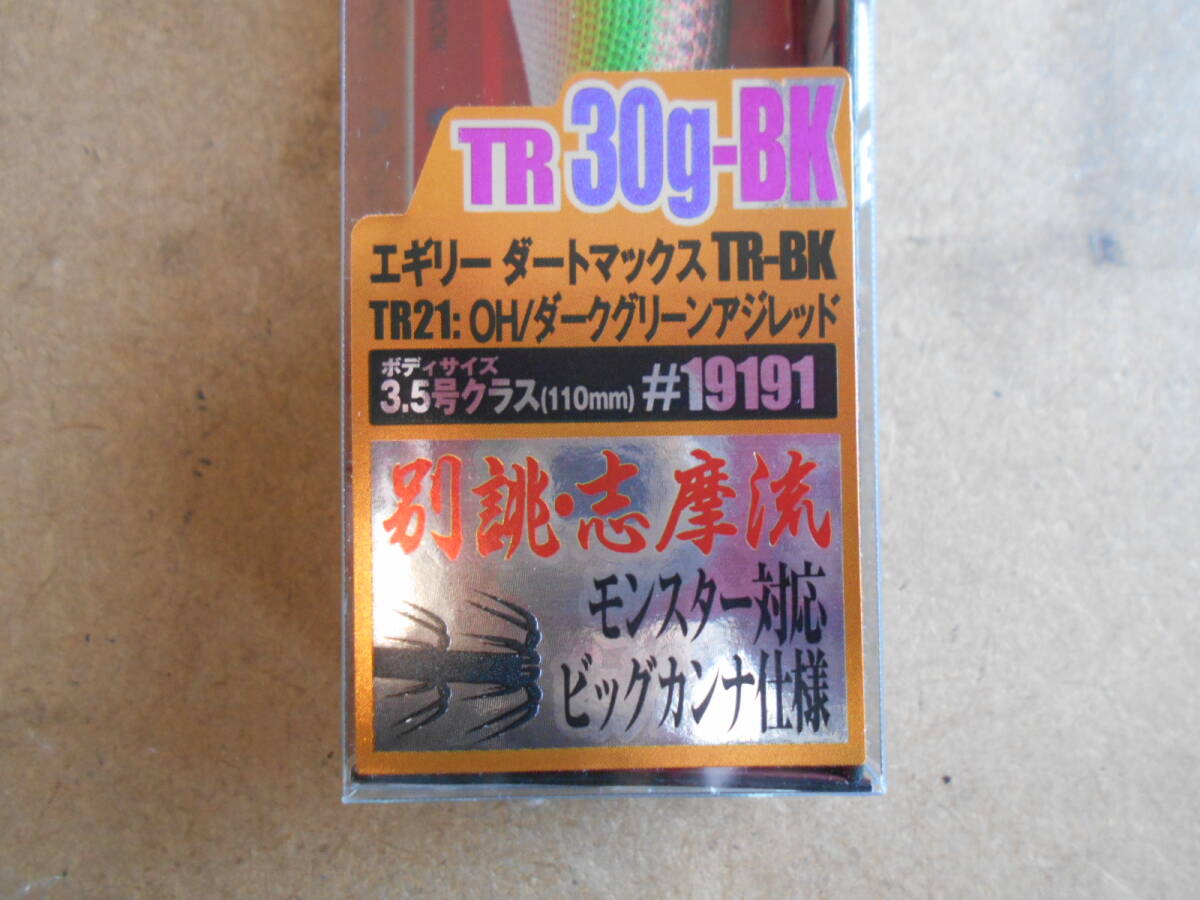 TR 30g-BK
エギリー ダートマックス TR-BK
TR21: OH/ダークグリーンアジレッド
ボディサイズ
3.5号クラス(110mm) #19191
別誂・志摩流
モンスター対応
ビッグカンナ仕様